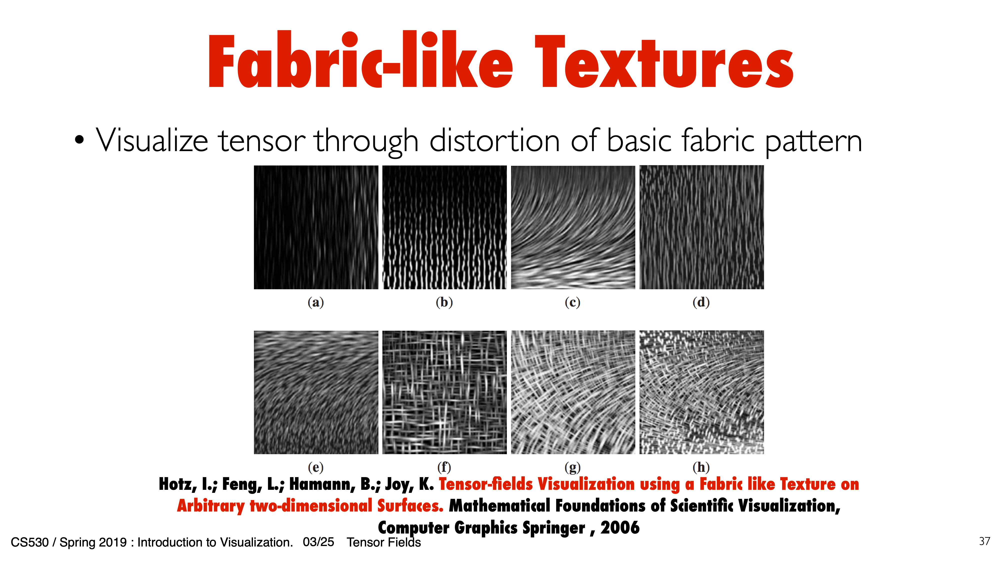 Fabric-like Textures
• Visualize tensor through distortion of basic fabric pattern
(a) (b) (c) (d)
(e) (f) (g) (h)
Hotz, I.; Feng, L.; Hamann, B.; Joy, K. Tensor-fields Visualization using a Fabric like Texture on
Arbitrary two-dimensional Surfaces. Mathematical Foundations of Scientific Visualization,
Computer Graphics Springer , 2006
CS530 / Spring 2019 : Introduction to Visualization. 03/25 Tensor Fields 37